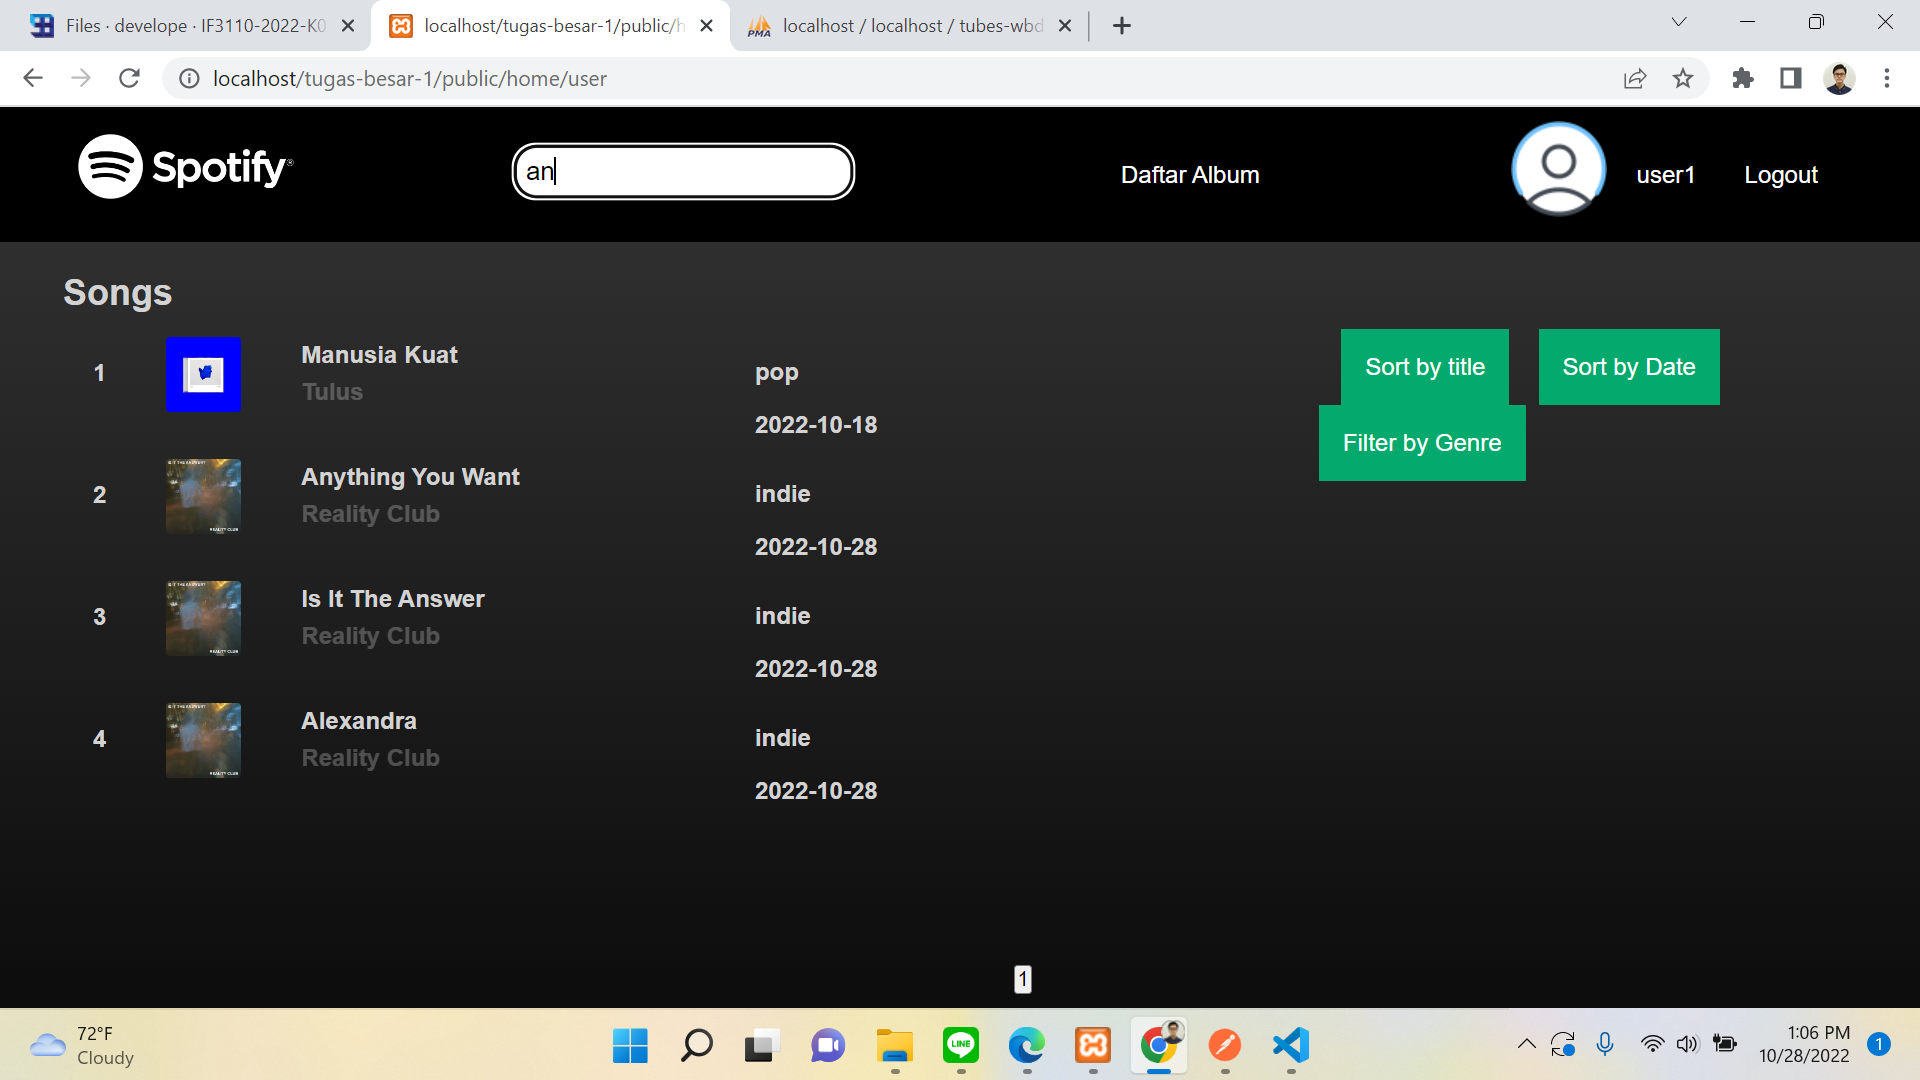 Files · develope · IF3110-2022-K0
localhost/tugas-besar-1/public/h
localhost / localhost / tubes-wbd
localhost/tugas-besar-1/public/home/user
Spotify®
an
Daftar Album
user1
Logout
Songs
1
Manusia Kuat
Tulus
pop
2022-10-18
Sort by title
Sort by Date
Filter by Genre
2
Anything You Want
Reality Club
indie
2022-10-28
3
Is It The Answer
Reality Club
indie
2022-10-28
4
Alexandra
Reality Club
indie
2022-10-28
1
72°F
Cloudy
LINE
1:06 PM
10/28/2022
1